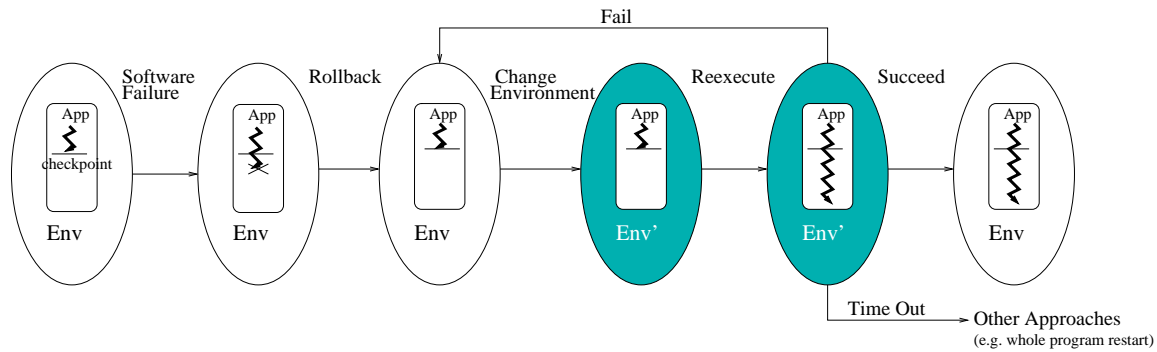 Fail
Software
Failure
Rollback
Change
Environment
Reexecute
Succeed
App
checkpoint
Env
App
Env
App
Env
App
Env'
App
Env'
App
Env
Time Out
Other Approaches
(e.g. whole program restart)